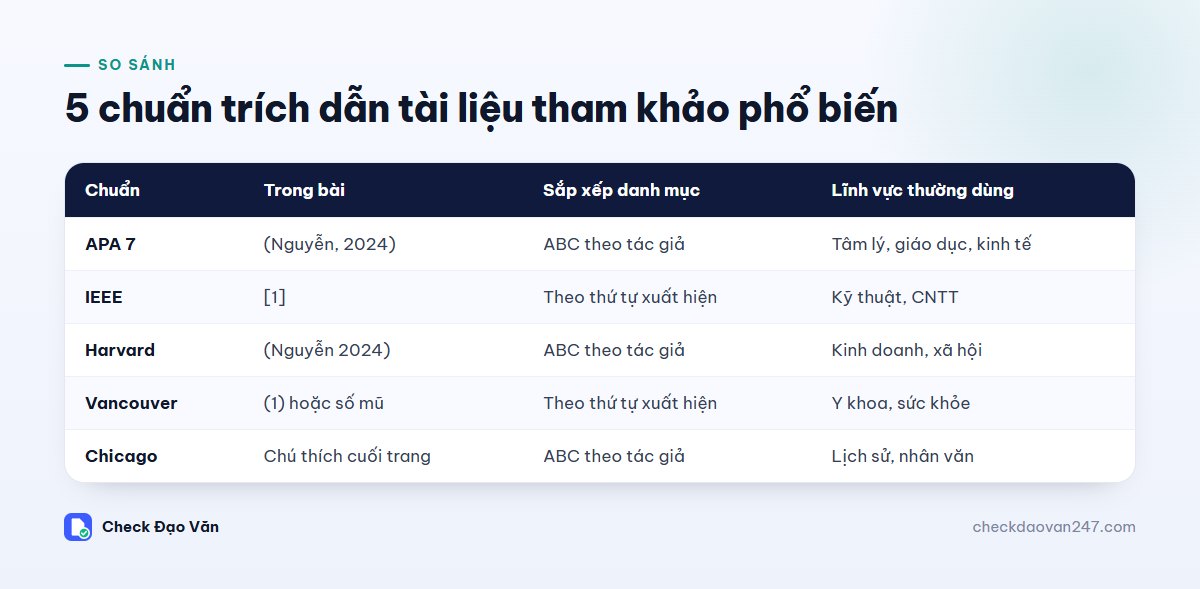 SO SÁNH
5 chuẩn trích dẫn tài liệu tham khảo phổ biến
Chuẩn Trong bài Sắp xếp danh mục Lĩnh vực thường dùng
APA 7 (Nguyễn, 2024) ABC theo tác giả Tâm lý, giáo dục, kinh tế
IEEE [1] Theo thứ tự xuất hiện Kỹ thuật, CNTT
Harvard (Nguyễn 2024) ABC theo tác giả Kinh doanh, xã hội
Vancouver (1) hoặc số mũ Theo thứ tự xuất hiện Y khoa, sức khỏe
Chicago Chú thích cuối trang ABC theo tác giả Lịch sử, nhân văn
Check Đạo Văn checkdaovan247.com